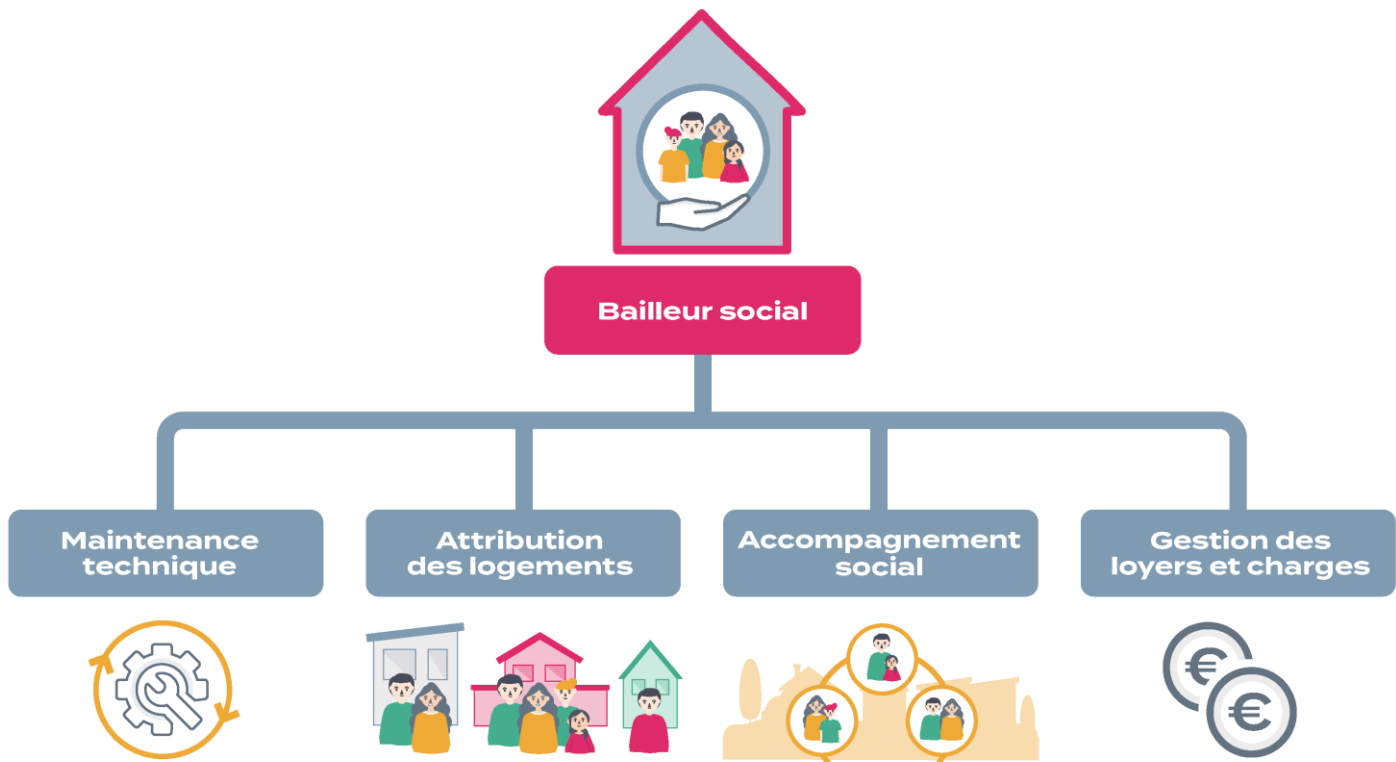 Bailleur social
Maintenance
technique
Attribution
des logements
Accompagnement
social
Gestion des
loyers et charges
€
€